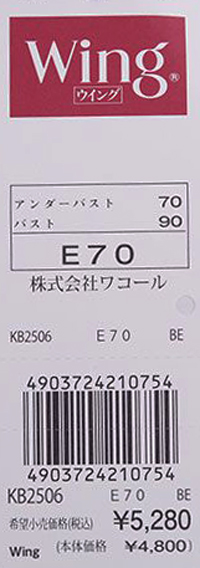 Wing®
ウイング
アンダーバスト 70
バスト 90
E70
株式会社ワコール
KB2506 E70 BE
4903724210754
4903724210754
KB2506 E70 BE
希望小売価格(税込) ¥5,280
Wing (本体価格 ¥4,800)